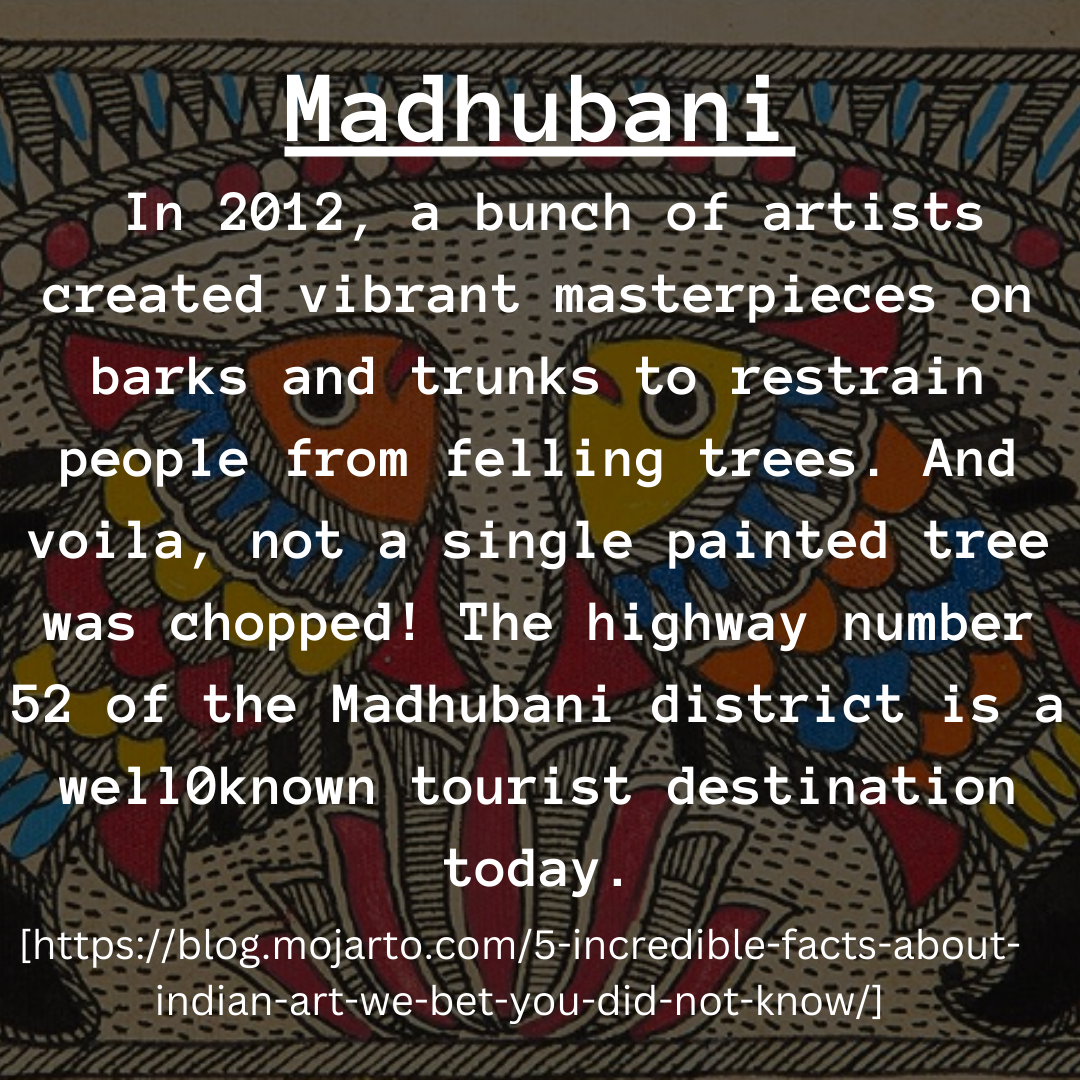 Madhubani
In 2012, a bunch of artists
created vibrant masterpieces on
barks and trunks to restrain
people from felling trees. And
voila, not a single painted tree
was chopped! The highway number
52 of the Madhubani district is a
well0known tourist destination
today.
[https://blog.mojarto.com/5-incredible-facts-about-
indian-art-we-bet-you-did-not-know/]